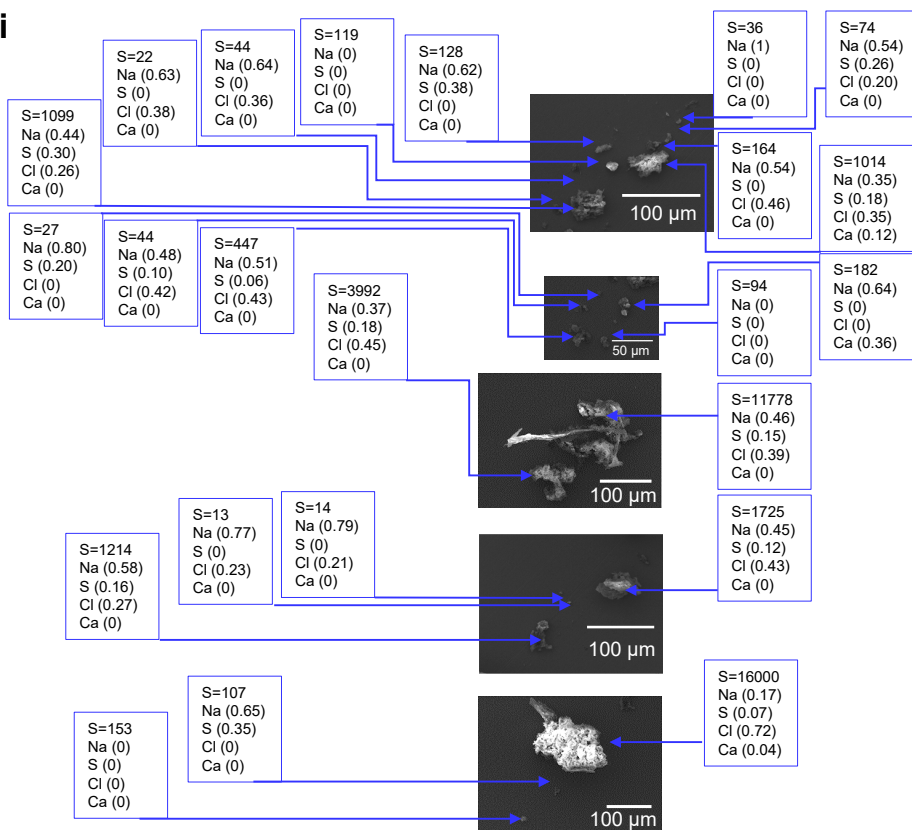 i
S=1099
Na (0.44)
S (0.30)
Cl (0.26)
Ca (0)
S=22
Na (0.63)
S (0)
Cl (0.38)
Ca (0)
S=44
Na (0.64)
S (0)
Cl (0.36)
Ca (0)
S=119
Na (0)
S (0)
Cl (0)
Ca (0)
S=128
Na (0.62)
S (0.38)
Cl (0)
Ca (0)
S=36
Na (1)
S (0)
Cl (0)
Ca (0)
S=74
Na (0.54)
S (0.26)
Cl (0.20)
Ca (0)
S=164
Na (0.54)
S (0)
Cl (0.46)
Ca (0)
S=1014
Na (0.35)
S (0.18)
Cl (0.35)
Ca (0.12)
100 μm
S=27
Na (0.80)
S (0.20)
Cl (0)
Ca (0)
S=44
Na (0.48)
S (0.10)
Cl (0.42)
Ca (0)
S=447
Na (0.51)
S (0.06)
Cl (0.43)
Ca (0)
S=182
Na (0.64)
S (0)
Cl (0)
Ca (0.36)
S=94
Na (0)
S (0)
Cl (0)
Ca (0)
50 μm
S=3992
Na (0.37)
S (0.18)
Cl (0.45)
Ca (0)
S=11778
Na (0.46)
S (0.15)
Cl (0.39)
Ca (0)
100 μm
S=1214
Na (0.58)
S (0.16)
Cl (0.27)
Ca (0)
S=13
Na (0.77)
S (0)
Cl (0.23)
Ca (0)
S=14
Na (0.79)
S (0)
Cl (0.21)
Ca (0)
S=1725
Na (0.45)
S (0.12)
Cl (0.43)
Ca (0)
100 μm
S=153
Na (0)
S (0)
Cl (0)
Ca (0)
S=107
Na (0.65)
S (0.35)
Cl (0)
Ca (0)
S=16000
Na (0.17)
S (0.07)
Cl (0.72)
Ca (0.04)
100 μm